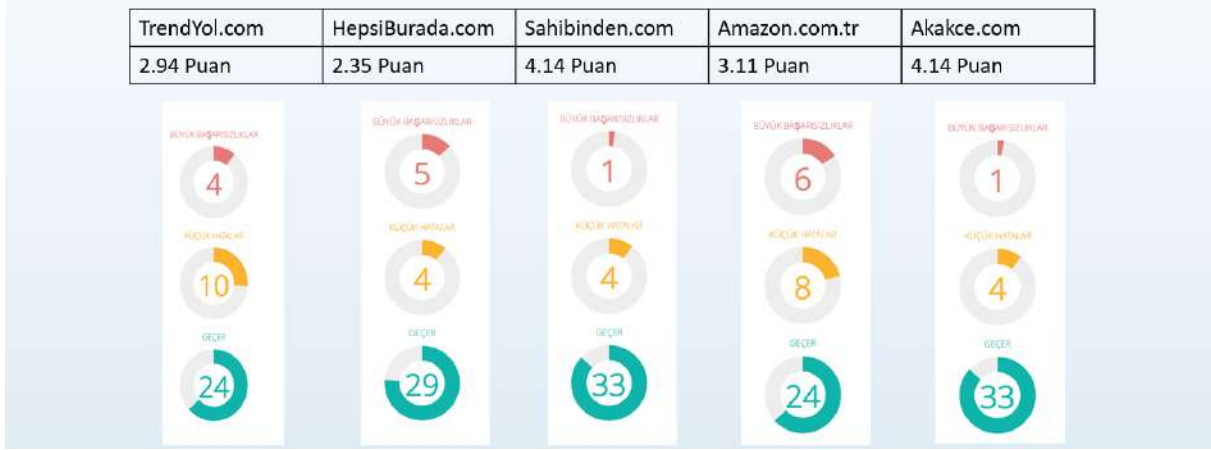 TrendYol.com HepsiBurada.com Sahibinden.com Amazon.com.tr Akakce.com
2.94 Puan 2.35 Puan 4.14 Puan 3.11 Puan 4.14 Puan
BÜYÜK BAŞARISIZLIKLAR BÜYÜK BAŞARISIZLIKLAR BÜYÜK BAŞARISIZLIKLAR BÜYÜK BAŞARISIZLIKLAR BÜYÜK BAŞARISIZLIKLAR
4 5 1 6 1
KÜÇÜK HATALAR KÜÇÜK HATALAR KÜÇÜK HATALAR KÜÇÜK HATALAR KÜÇÜK HATALAR
10 4 4 8 4
GEÇER GEÇER GEÇER GEÇER GEÇER
24 29 33 24 33